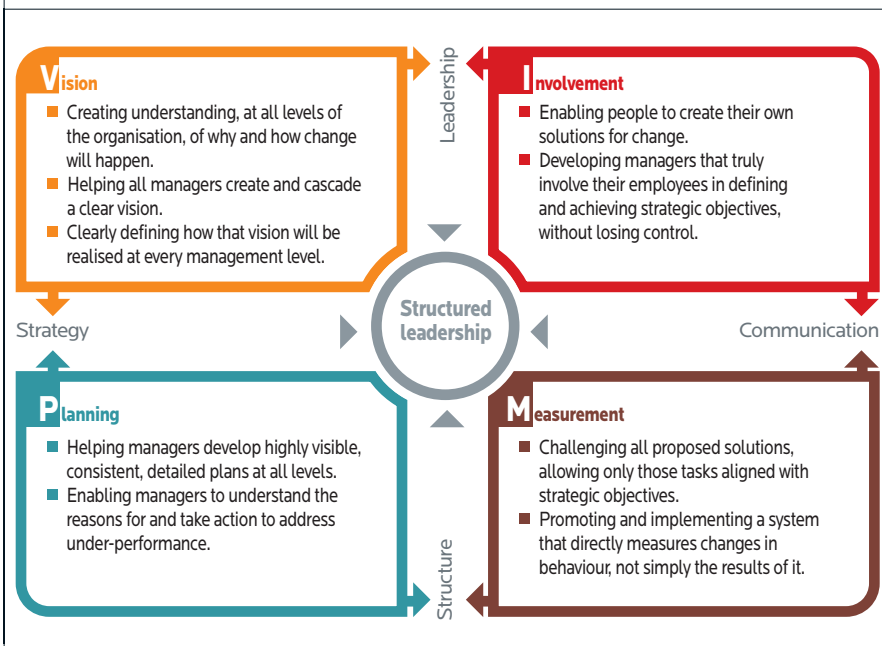 Vision
Creating understanding, at all levels of
the organisation, of why and how change
will happen.
Helping all managers create and cascade
a clear vision.
Clearly defining how that vision will be
realised at every management level.
Leadership
Involvement
Enabling people to create their own
solutions for change.
Developing managers that truly
involve their employees in defining
and achieving strategic objectives,
without losing control.
Strategy
Structured
leadership
Communication
Planning
Helping managers develop highly visible,
consistent, detailed plans at all levels.
Enabling managers to understand the
reasons for and take action to address
under-performance.
Structure
Measurement
Challenging all proposed solutions,
allowing only those tasks aligned with
strategic objectives.
Promoting and implementing a system
that directly measures changes in
behaviour, not simply the results of it.